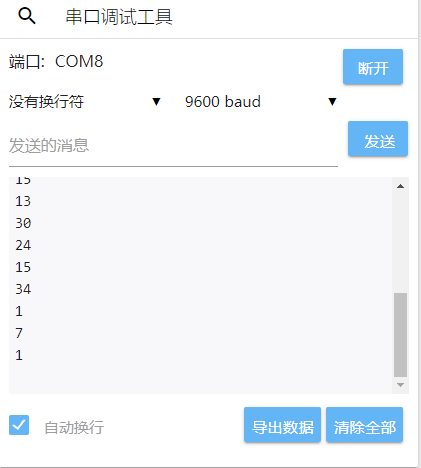 串口调试工具
端口: COM8 断开
没有换行符 ▼ 9600 baud ▼
发送的消息 发送
15
13
30
24
15
34
1
7
1
自动换行 导出数据 清除全部